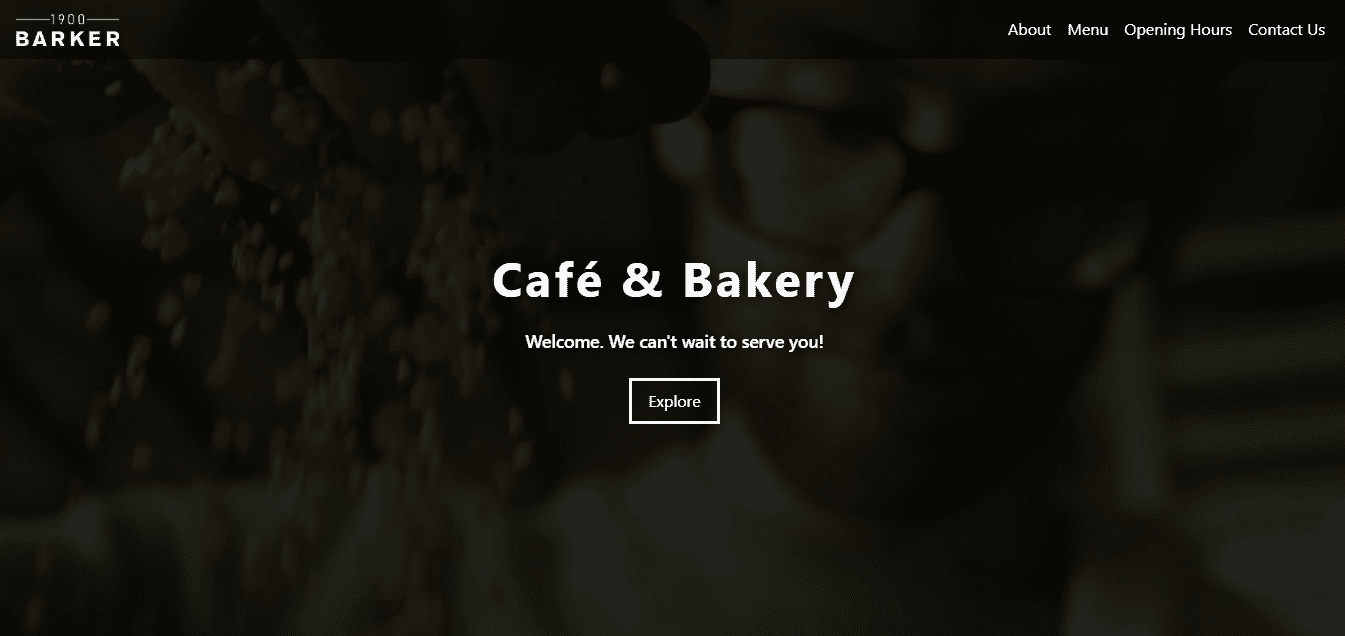 1900
BARKER
About Menu Opening Hours Contact Us
Café & Bakery
Welcome. We can't wait to serve you!
Explore